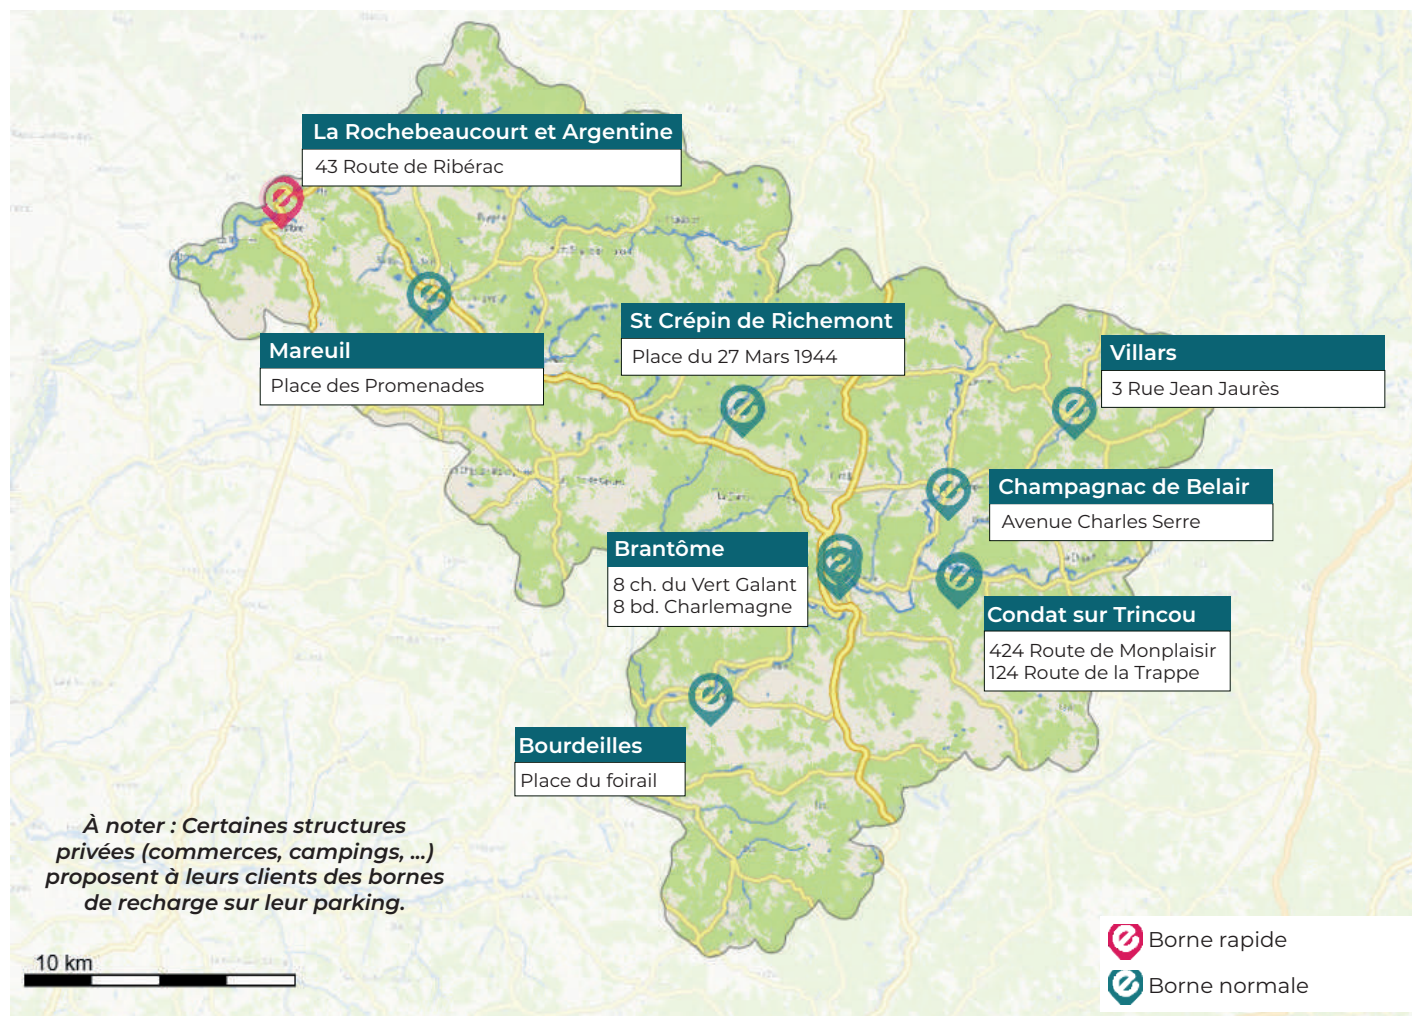 La Rochebeaucourt et Argentine
43 Route de Ribérac
Mareuil
Place des Promenades
St Crépin de Richemont
Place du 27 Mars 1944
Villars
3 Rue Jean Jaurès
Champagnac de Belair
Avenue Charles Serre
Brantôme
8 ch. du Vert Galant
8 bd. Charlemagne
Condat sur Trincou
424 Route de Monplaisir
124 Route de la Trappe
Bourdeilles
Place du foirail
À noter : Certaines structures
privées (commerces, campings, ...)
proposent à leurs clients des bornes
de recharge sur leur parking.
10 km
Borne rapide
Borne normale